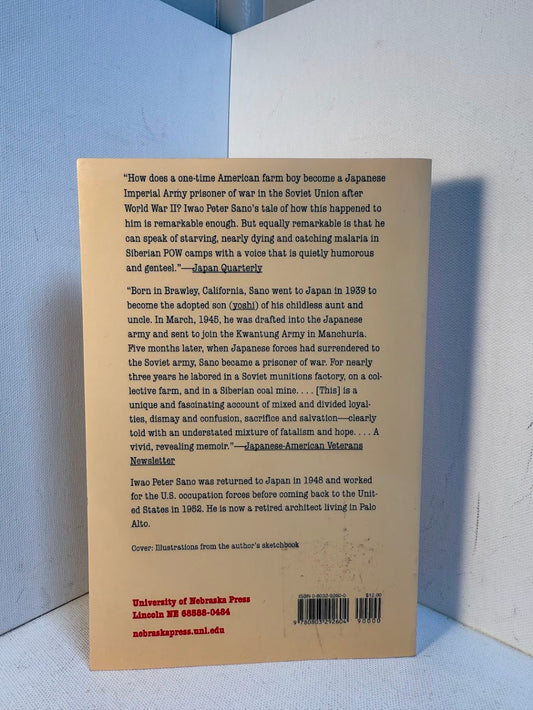 “How does a one-time American farm boy become a Japanese
Imperial Army prisoner of war in the Soviet Union after
World War II? Iwao Peter Sano’s tale of how this happened to
him is remarkable enough. But equally remarkable is that he
can speak of starving, nearly dying and catching malaria in
Siberian POW camps with a voice that is quietly humorous
and genteel.”—Japan Quarterly
“Born in Brawley, California, Sano went to Japan in 1939 to
become the adopted son (yoshi) of his childless aunt and
uncle. In March, 1945, he was drafted into the Japanese
army and sent to join the Kwantung Army in Manchuria.
Five months later, when Japanese forces had surrendered to
the Soviet army, Sano became a prisoner of war. For nearly
three years he labored in a Soviet munitions factory, on a col-
lective farm, and in a Siberian coal mine. . . . [This] is a
unique and fascinating account of mixed and divided loyal-
ties, dismay and confusion, sacrifice and salvation—clearly
told with an understated mixture of fatalism and hope. . . . A
vivid, revealing memoir.”—Japanese-American Veterans
Newsletter
Iwao Peter Sano was returned to Japan in 1948 and worked
for the U.S. occupation forces before coming back to the Unit-
ed States in 1952. He is now a retired architect living in Palo
Alto.
Cover: Illustrations from the author’s sketchbook
University of Nebraska Press
Lincoln NE 68588-0484
nebraskapress.unl.edu
ISBN 0-8032-9260-0 $12.00
9 780803 292604 90000